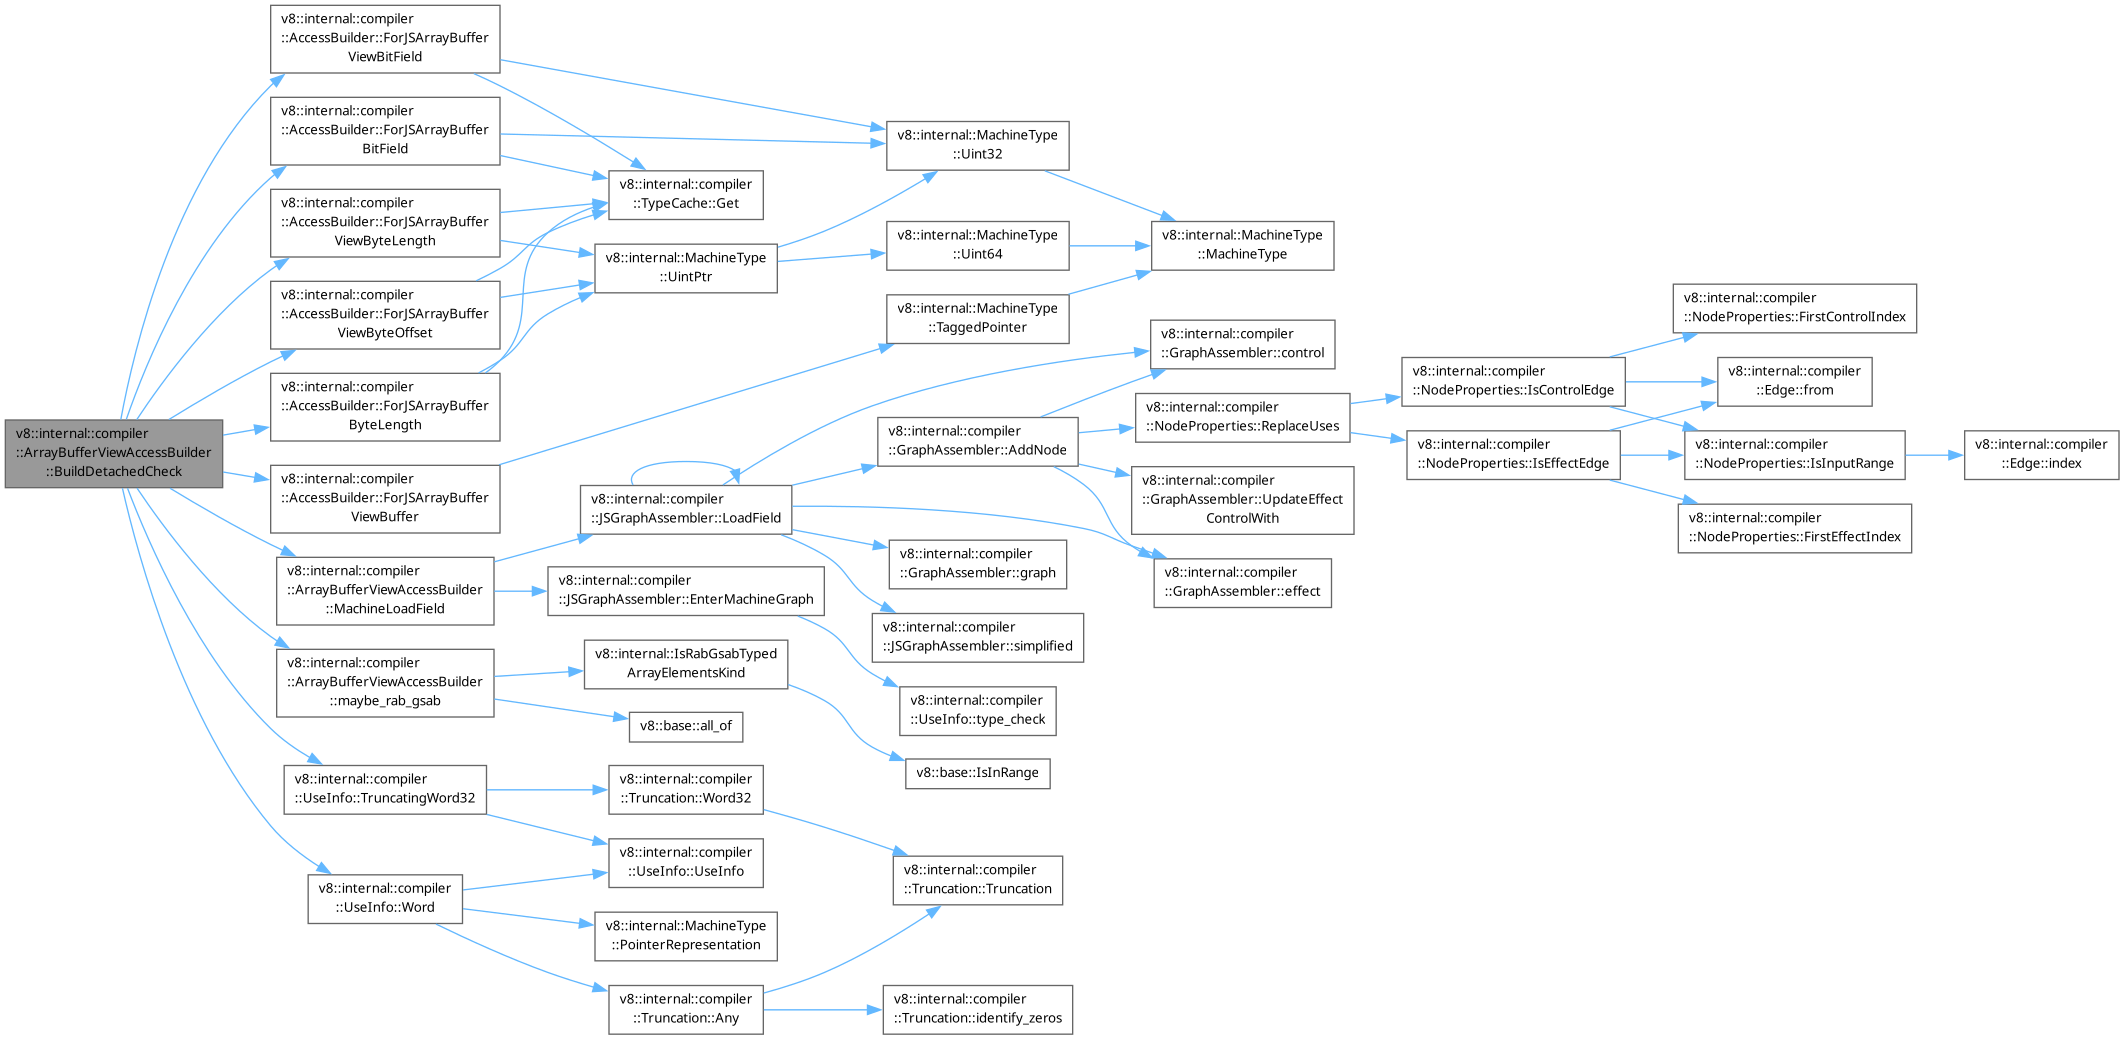 v8::internal::compiler
::ArrayBufferViewAccessBuilder
::BuildDetachedCheck
v8::internal::compiler
::AccessBuilder::ForJSArrayBuffer
ViewBitField
v8::internal::compiler
::AccessBuilder::ForJSArrayBuffer
BitField
v8::internal::compiler
::AccessBuilder::ForJSArrayBuffer
ViewByteLength
v8::internal::compiler
::AccessBuilder::ForJSArrayBuffer
ViewByteOffset
v8::internal::compiler
::AccessBuilder::ForJSArrayBuffer
ByteLength
v8::internal::compiler
::AccessBuilder::ForJSArrayBuffer
ViewBuffer
v8::internal::compiler
::ArrayBufferViewAccessBuilder
::MachineLoadField
v8::internal::compiler
::ArrayBufferViewAccessBuilder
::maybe_rab_gsab
v8::internal::compiler
::UseInfo::TruncatingWord32
v8::internal::compiler
::UseInfo::Word
v8::internal::compiler
::TypeCache::Get
v8::internal::MachineType
::UintPtr
v8::internal::compiler
::JSGraphAssembler::LoadField
v8::internal::compiler
::JSGraphAssembler::EnterMachineGraph
v8::internal::IsRabGsabTyped
ArrayElementsKind
v8::base::all_of
v8::internal::compiler
::Truncation::Word32
v8::internal::compiler
::UseInfo::UseInfo
v8::internal::MachineType
::PointerRepresentation
v8::internal::compiler
::Truncation::Any
v8::internal::MachineType
::Uint32
v8::internal::MachineType
::Uint64
v8::internal::MachineType
::TaggedPointer
v8::internal::compiler
::GraphAssembler::AddNode
v8::internal::compiler
::GraphAssembler::graph
v8::internal::compiler
::JSGraphAssembler::simplified
v8::internal::compiler
::UseInfo::type_check
v8::base::IsInRange
v8::internal::compiler
::Truncation::Truncation
v8::internal::compiler
::Truncation::identify_zeros
v8::internal::MachineType
::MachineType
v8::internal::compiler
::GraphAssembler::control
v8::internal::compiler
::NodeProperties::ReplaceUses
v8::internal::compiler
::GraphAssembler::UpdateEffect
ControlWith
v8::internal::compiler
::GraphAssembler::effect
v8::internal::compiler
::NodeProperties::IsControlEdge
v8::internal::compiler
::NodeProperties::IsEffectEdge
v8::internal::compiler
::NodeProperties::FirstControlIndex
v8::internal::compiler
::Edge::from
v8::internal::compiler
::NodeProperties::IsInputRange
v8::internal::compiler
::NodeProperties::FirstEffectIndex
v8::internal::compiler
::Edge::index